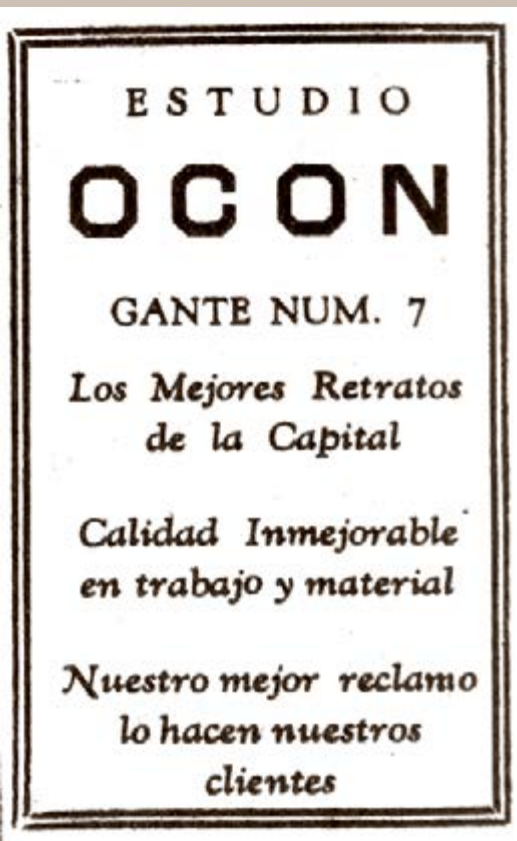 ESTUDIO
OCON
GANTE NUM. 7
Los Mejores Retratos
de la Capital
Calidad Inmejorable
en trabajo y material
Nuestro mejor reclamo
lo hacen nuestros
clientes